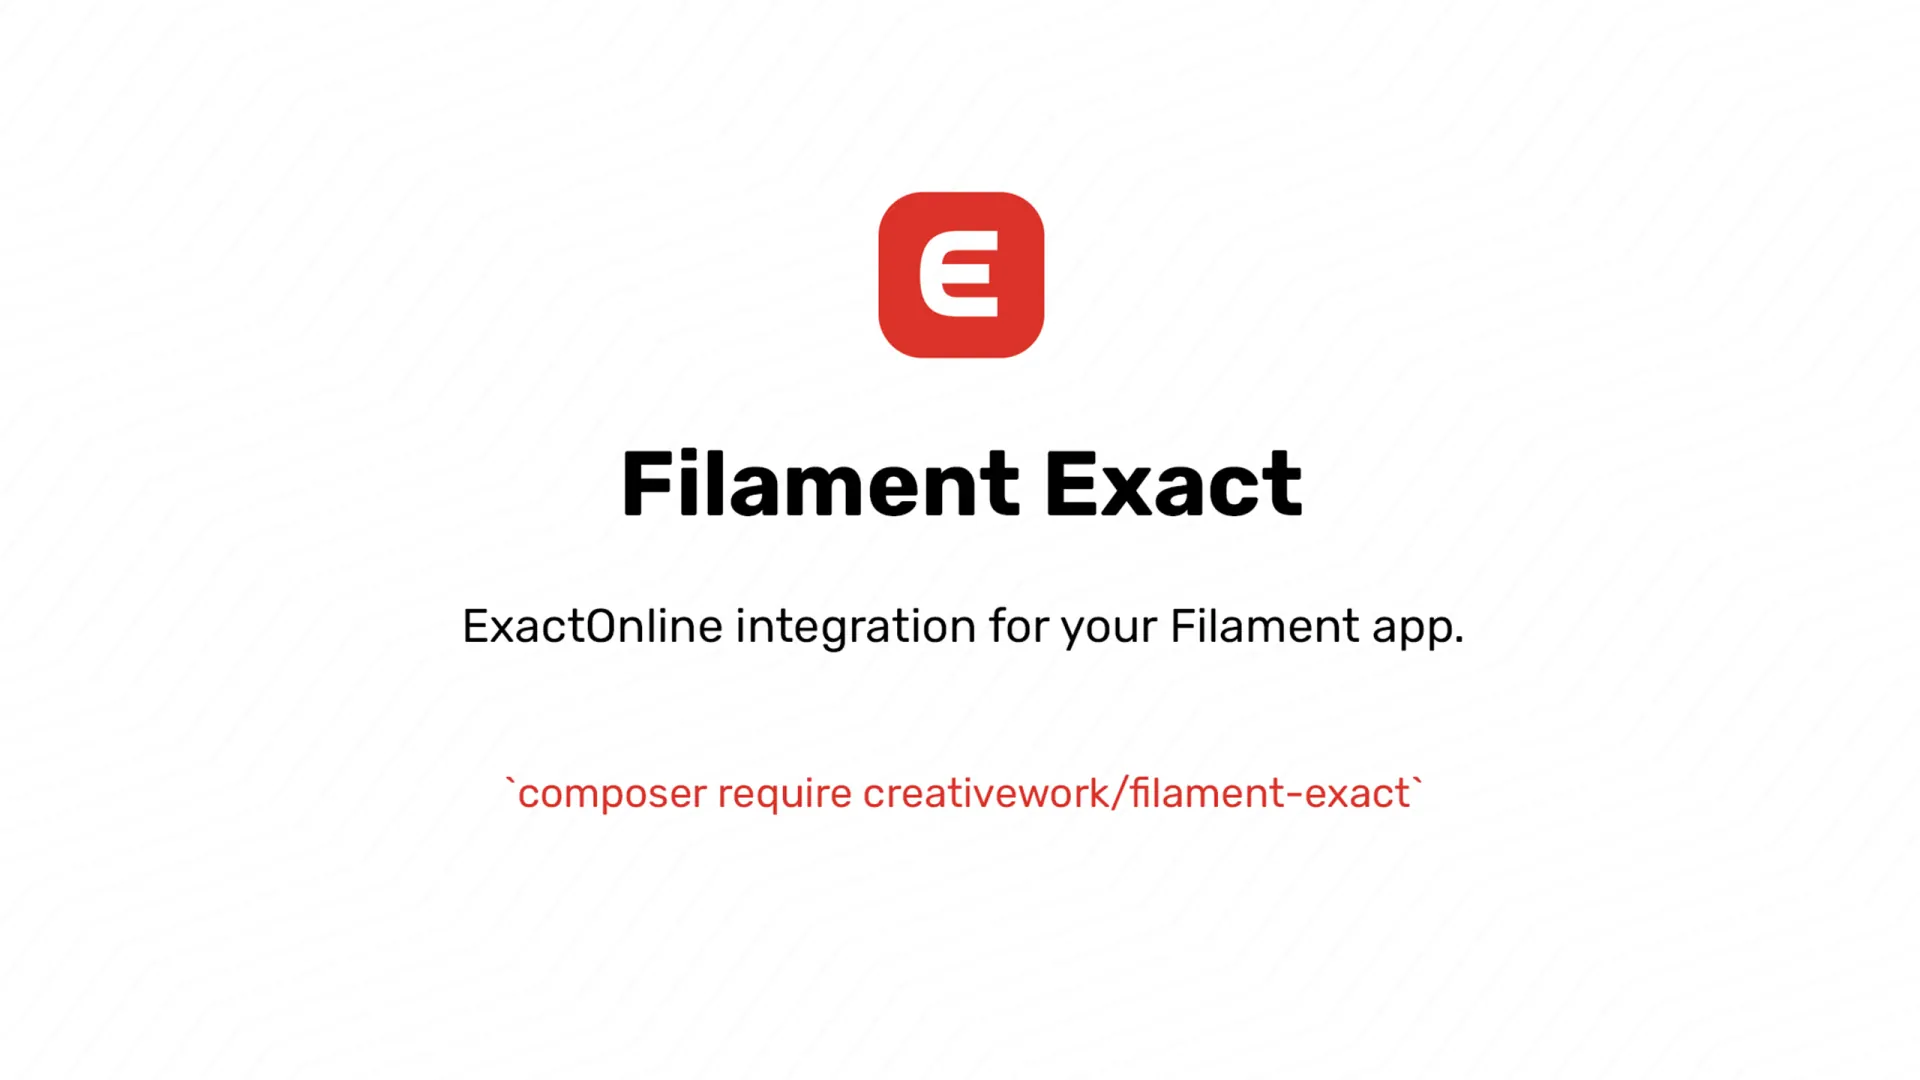 E
Filament Exact
ExactOnline integration for your Filament app.
`composer require creativework/filament-exact`